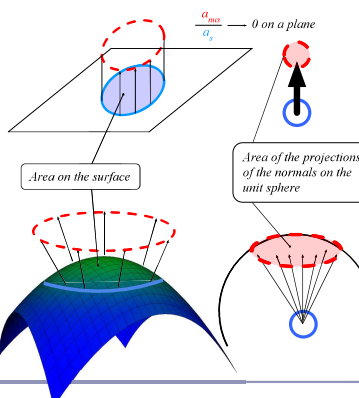 a_ma
a_s
0 on a plane
Area on the surface
Area of the projections
of the normals on the
unit sphere